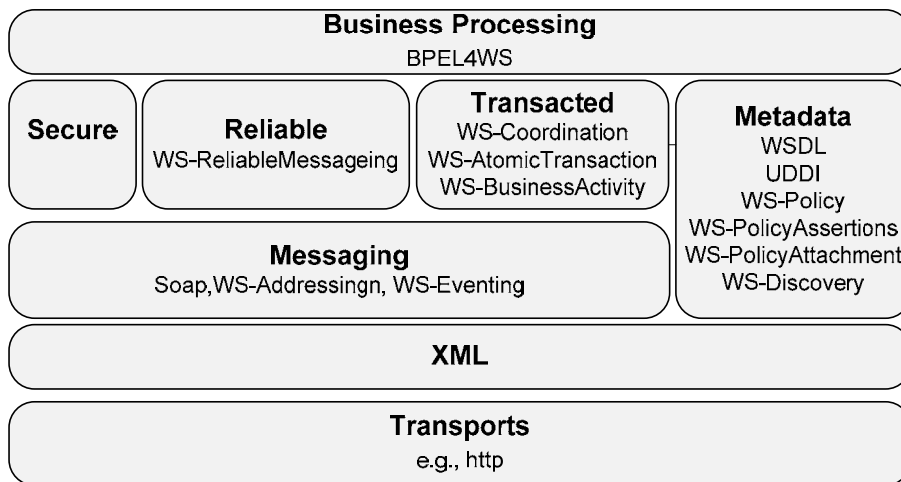 Business Processing
BPEL4WS
Secure
Reliable
WS-ReliableMessageing
Transacted
WS-Coordination
WS-AtomicTransaction
WS-BusinessActivity
Metadata
WSDL
UDDI
WS-Policy
WS-PolicyAssertions
WS-PolicyAttachment
WS-Discovery
Messaging
Soap,WS-Addressingn, WS-Eventing
XML
Transports
e.g., http